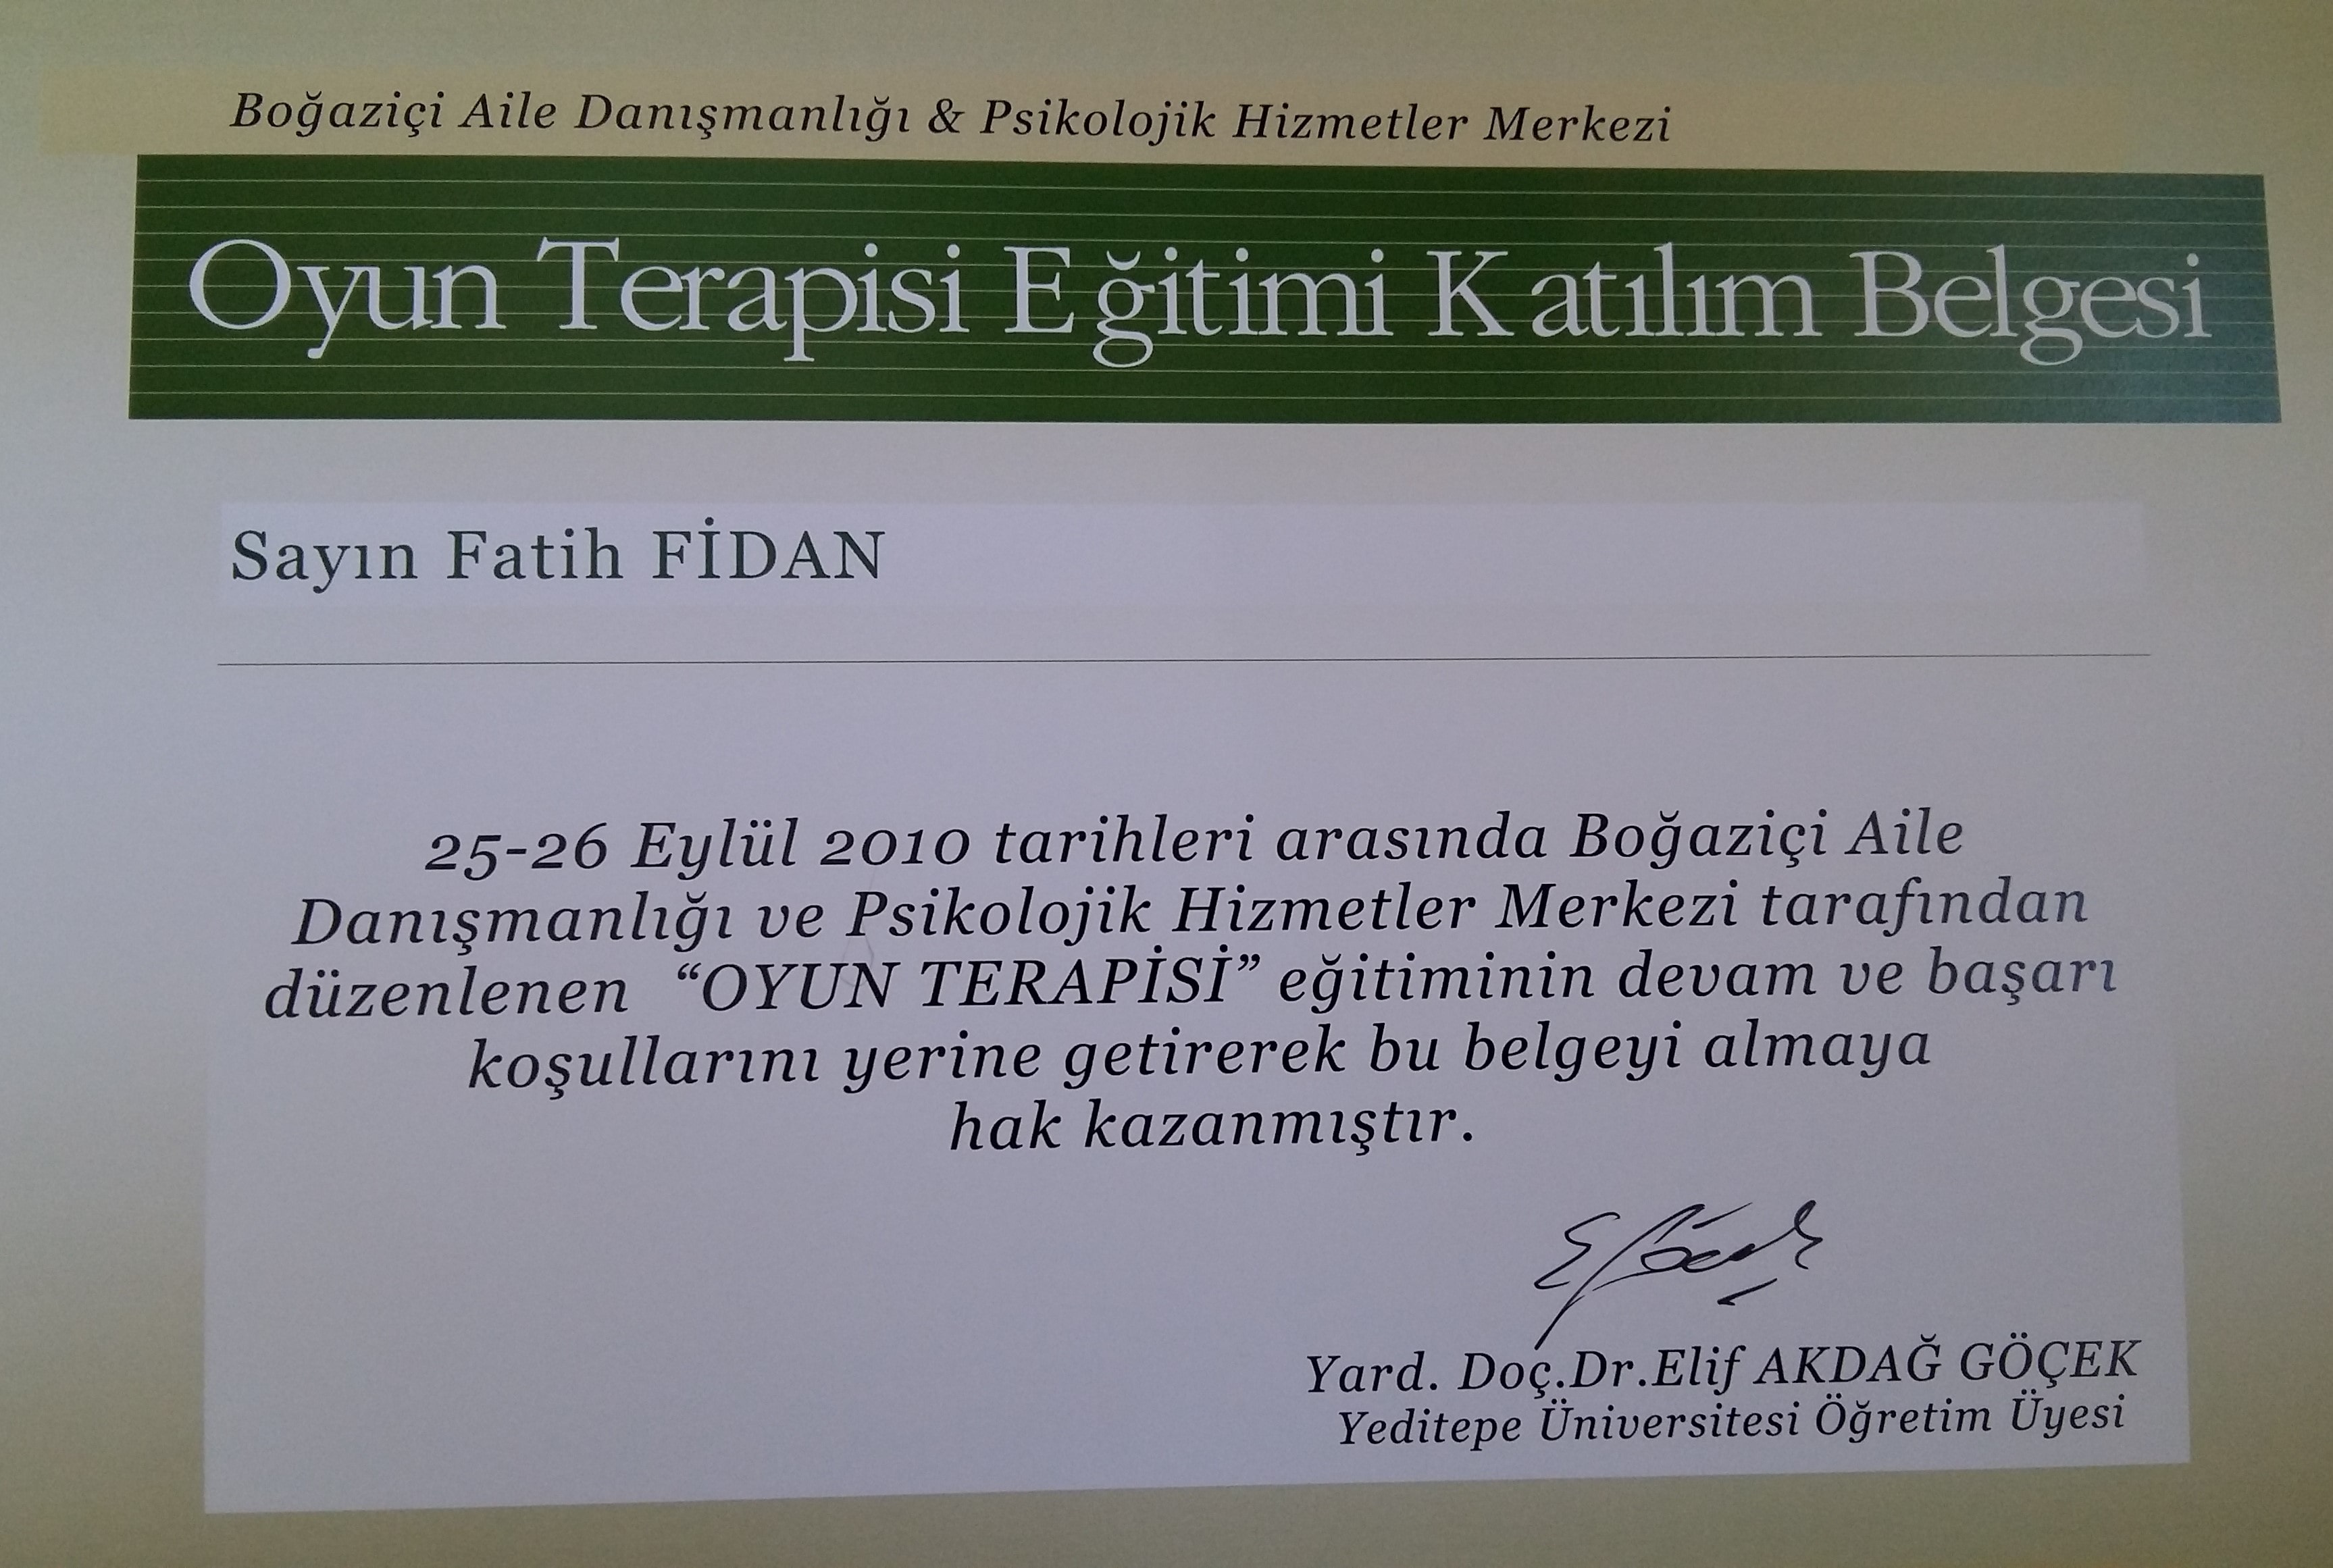 Boğaziçi Aile Danışmanlığı & Psikolojik Hizmetler Merkezi
Oyun Terapisi Eğitimi Katılım Belgesi
Sayın Fatih FİDAN
25-26 Eylül 2010 tarihleri arasında Boğaziçi Aile
Danışmanlığı ve Psikolojik Hizmetler Merkezi tarafından
düzenlenen “OYUN TERAPİSİ” eğitiminin devam ve başarı
koşullarını yerine getirerek bu belgeyi almaya
hak kazanmıştır.
Yard. Doç.Dr.Elif AKDAĞ GÖÇEK
Yeditepe Üniversitesi Öğretim Üyesi